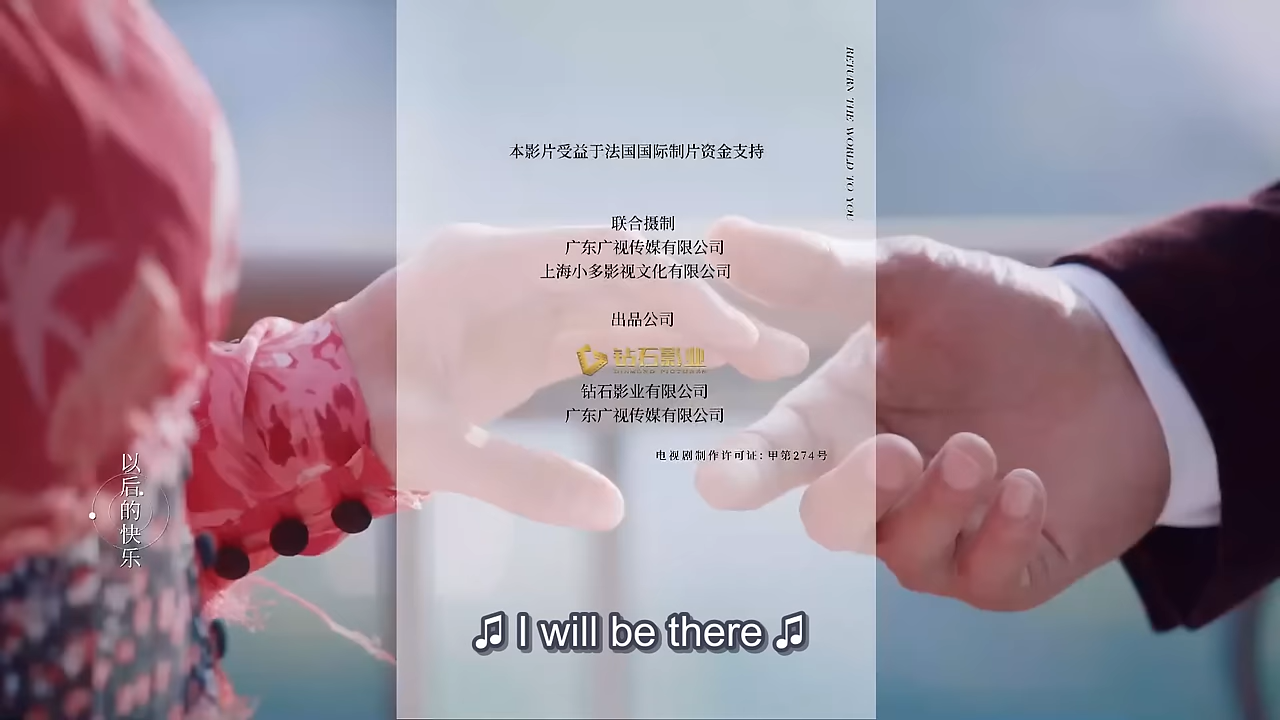 RETURN THE WORLD TO YOU
本影片受益于法国国际制片资金支持
联合摄制
广东广视传媒有限公司
上海小多影视文化有限公司
出品公司
钻石影业
钻石影业有限公司
广东广视传媒有限公司
电视剧制作许可证：甲第274号
以后的快乐
♫ I will be there ♫